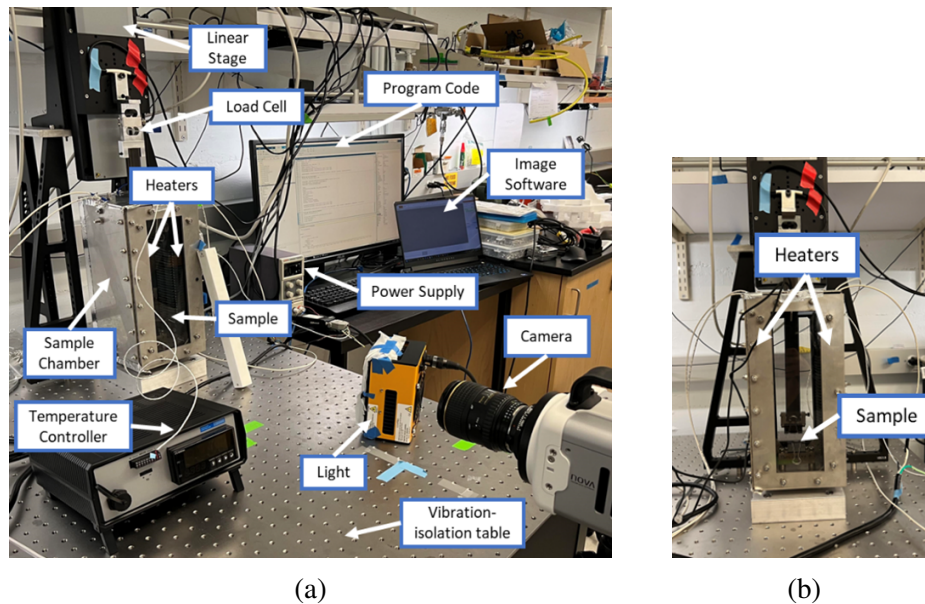 Linear
Stage
Load Cell
Program Code
Heaters
Image
Software
Power Supply
Sample
Sample
Chamber
Camera
Temperature
Controller
Light
nova
Vibration-
isolation table
(a)
Heaters
Sample
(b)